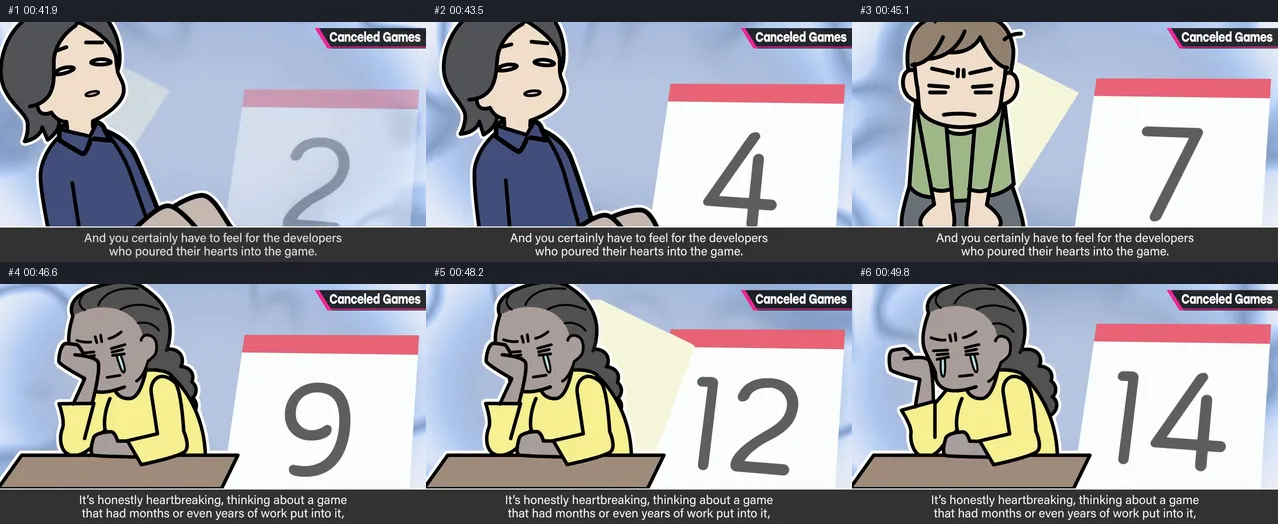 #1 00:41.9
Canceled Games
2
And you certainly have to feel for the developers
who poured their hearts into the game.
#2 00:43.5
Canceled Games
4
And you certainly have to feel for the developers
who poured their hearts into the game.
#3 00:45.1
Canceled Games
7
And you certainly have to feel for the developers
who poured their hearts into the game.
#4 00:46.6
Canceled Games
9
It's honestly heartbreaking, thinking about a game
that had months or even years of work put into it,
#5 00:48.2
Canceled Games
12
It's honestly heartbreaking, thinking about a game
that had months or even years of work put into it,
#6 00:49.8
Canceled Games
14
It's honestly heartbreaking, thinking about a game
that had months or even years of work put into it,